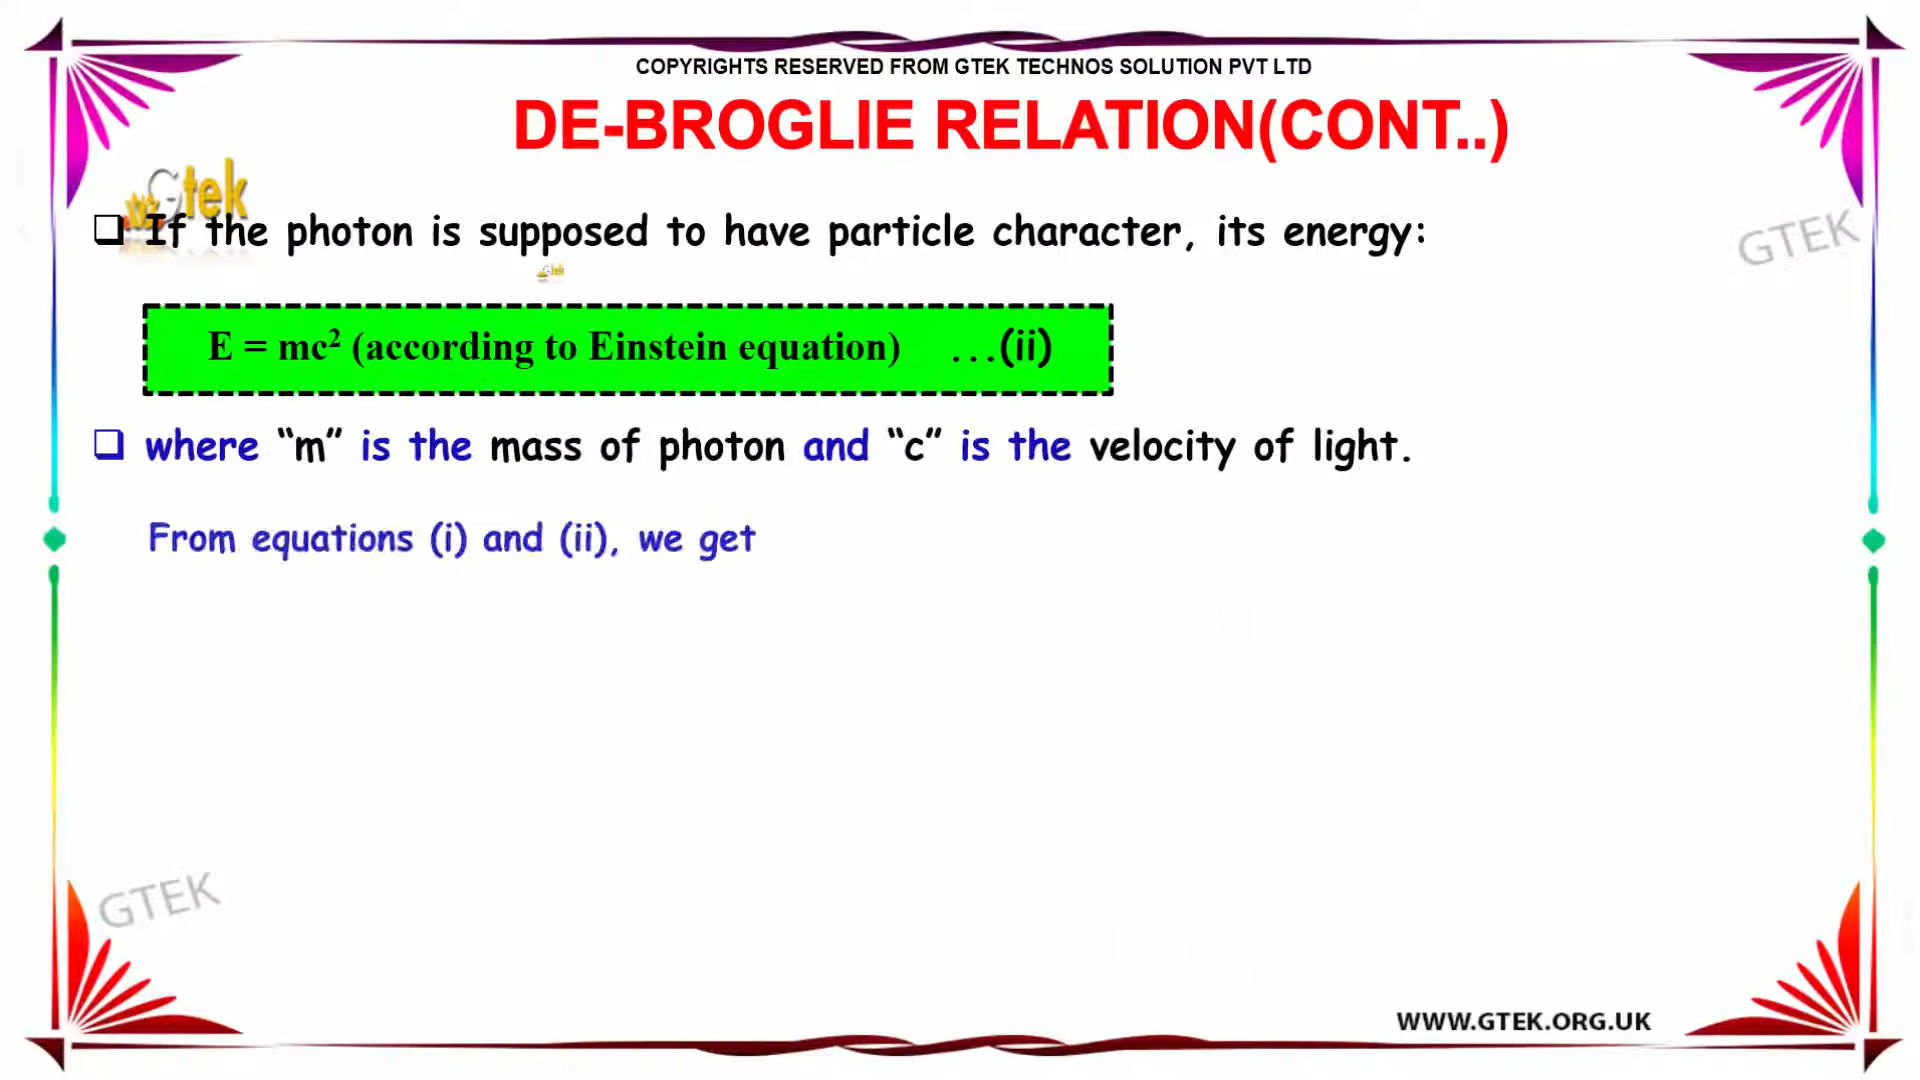 COPYRIGHTS RESERVED FROM GTEK TECHNOS SOLUTION PVT LTD
DE-BROGLIE RELATION(CONT..)
Gtek
If the photon is supposed to have particle character, its energy:
GTEK
E = mc² (according to Einstein equation) ...(ii)
where “m” is the mass of photon and “c” is the velocity of light.
From equations (i) and (ii), we get
GTEK
WWW.GTEK.ORG.UK